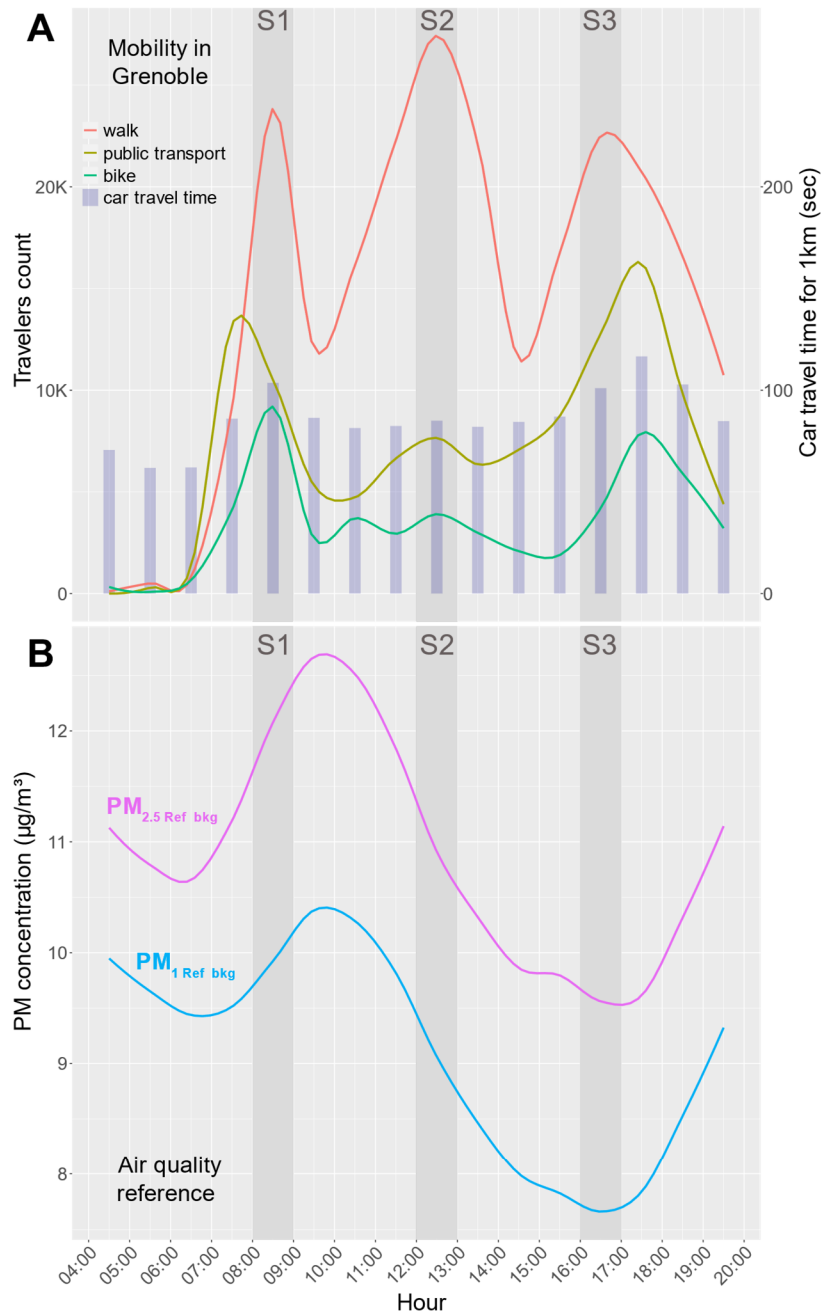 A
S1
S2
S3
Mobility in
Grenoble
walk
public transport
bike
car travel time
20K
10K
0
Travelers count
200
100
0
Car travel time for 1km (sec)
B
S1
S2
S3
12
11
10
9
8
PM concentration (µg/m³)
PM2.5 Ref bkg
PM1 Ref bkg
Air quality
reference
04:00
05:00
06:00
07:00
08:00
09:00
10:00
11:00
12:00
13:00
14:00
15:00
16:00
17:00
18:00
19:00
20:00
Hour